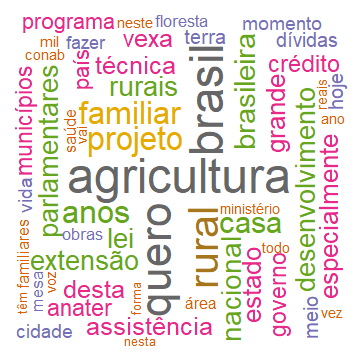 programa
neste
floresta
momento
mil
fazer
vexa
terra
dívidas
conab
país
técnica
brasil
brasileira
crédito
hoje
municípios
parlamentares
rurais
grande
reais
saúde
familiar
ano
vai
projeto
agricultura
vida
anos
quero
rural
ministério
casa
desenvolvimento
especialmente
obras
lei
nacional
todo
têm
familiares
extensão
estado
governo
mesa
voz
desta
forma
área
meio
anater
vez
cidade
assistência
nesta